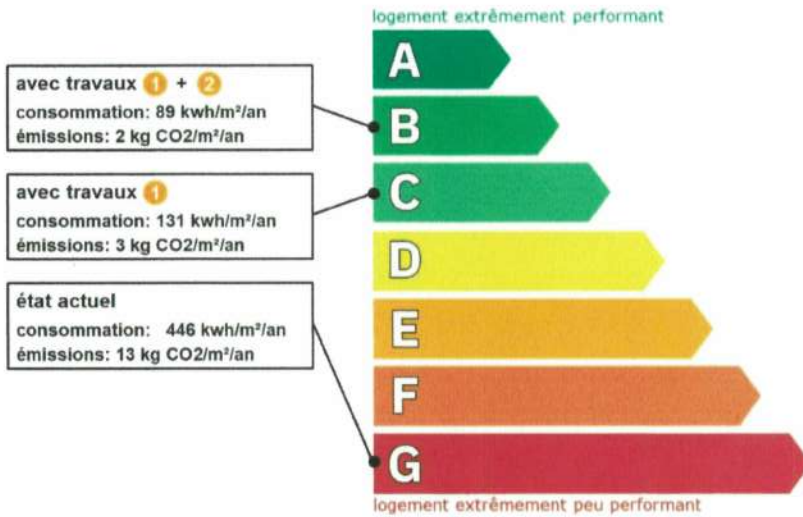 logement extrêmement performant
A
avec travaux 1 + 2
consommation: 89 kwh/m²/an
émissions: 2 kg CO2/m²/an
B
avec travaux 1
consommation: 131 kwh/m²/an
émissions: 3 kg CO2/m²/an
C
D
état actuel
consommation: 446 kwh/m²/an
émissions: 13 kg CO2/m²/an
E
F
G
logement extrêmement peu performant